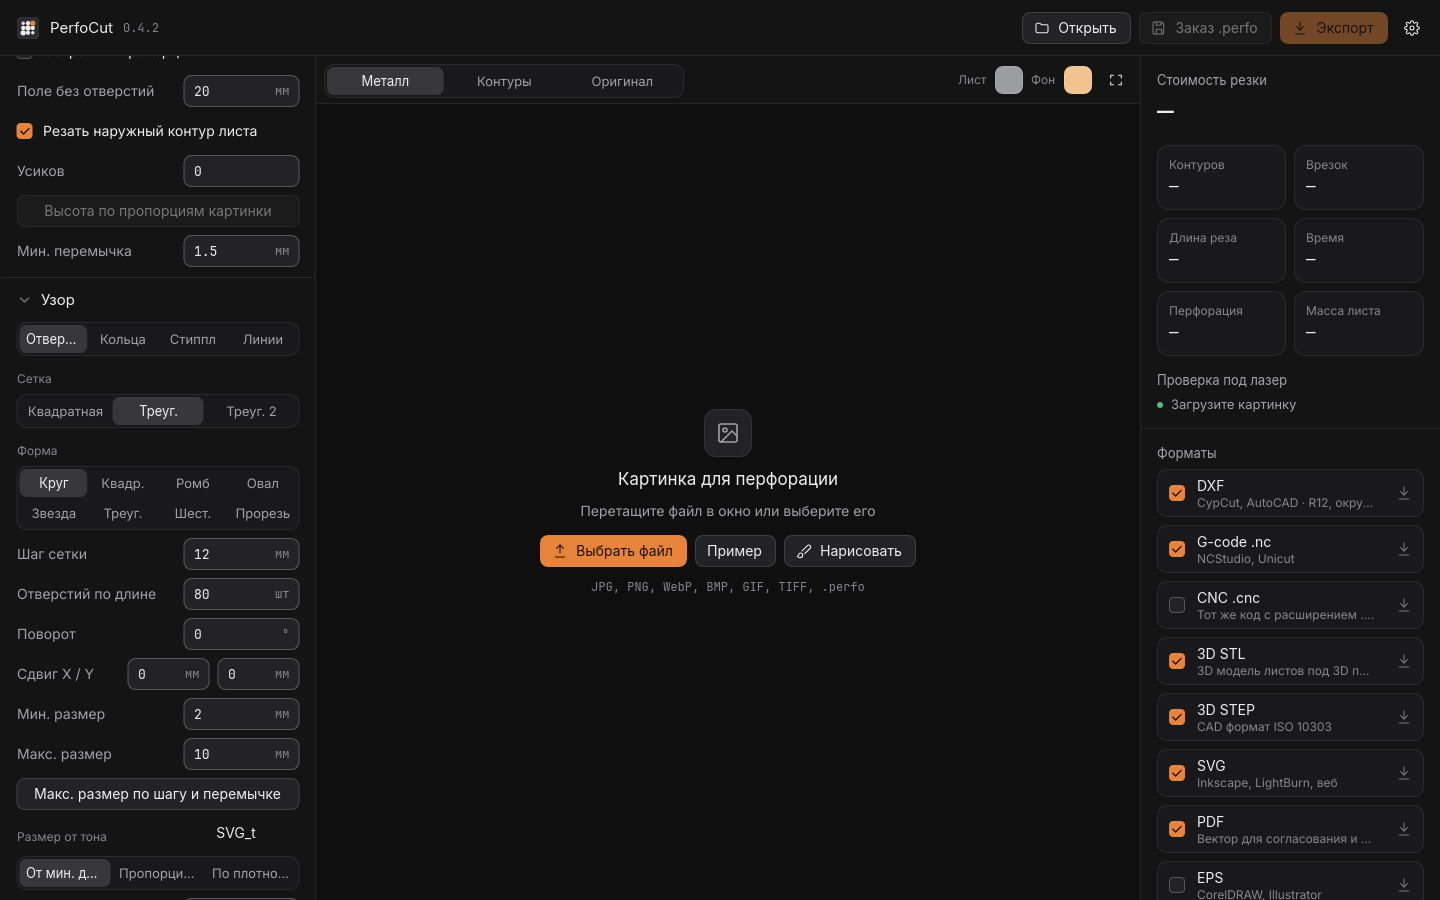 PerfoCut 0.4.2
Открыть
Заказ .perfo
Экспорт
Поле без отверстий 20 мм
Резать наружный контур листа
Усиков 0
Высота по пропорциям картинки
Мин. перемычка 1.5 мм
Узор
Отвер... Кольца Стиппл Линии
Сетка
Квадратная Треуг. Треуг. 2
Форма
Круг Квадр. Ромб Овал
Звезда Треуг. Шест. Прорезь
Шаг сетки 12 мм
Отверстий по длине 80 шт
Поворот 0 °
Сдвиг X / Y 0 мм 0 мм
Мин. размер 2 мм
Макс. размер 10 мм
Макс. размер по шагу и перемычке
Размер от тона SVG_t
От мин. д... Пропорци... По плотно...
Металл Контуры Оригинал
Лист Фон
Картинка для перфорации
Перетащите файл в окно или выберите его
Выбрать файл Пример Нарисовать
JPG, PNG, WebP, BMP, GIF, TIFF, .perfo
Стоимость резки
—
Контуров Врезок
— —
Длина реза Время
— —
Перфорация Масса листа
— —
Проверка под лазер
Загрузите картинку
Форматы
DXF
CypCut, AutoCAD · R12, окру...
G-code .nc
NCStudio, Unicut
CNC .cnc
Тот же код с расширением ....
3D STL
3D модель листов под 3D п...
3D STEP
CAD формат ISO 10303
SVG
Inkscape, LightBurn, веб
PDF
Вектор для согласования и ...
EPS
CorelDRAW, Illustrator